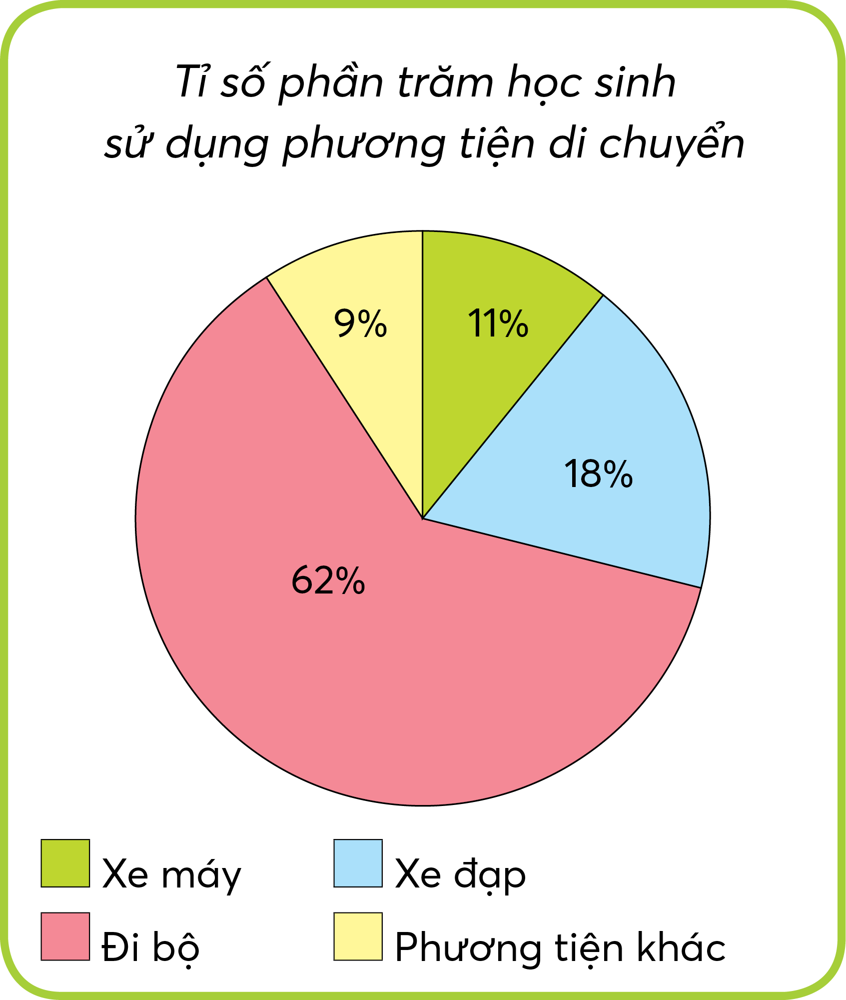 Tỉ số phần trăm học sinh
sử dụng phương tiện di chuyển
9%
11%
18%
62%
Xe máy
Xe đạp
Đi bộ
Phương tiện khác